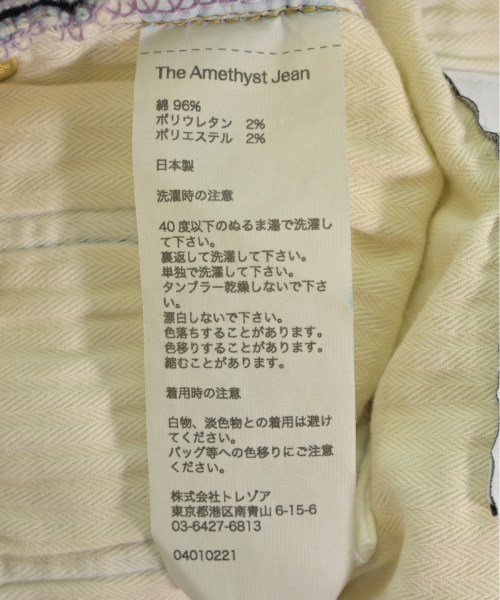 The Amethyst Jean
綿 96%
ポリウレタン 2%
ポリエステル 2%
日本製
洗濯時の注意
40 度以下のぬるま湯で洗濯し
て下さい。
裏返して洗濯して下さい。
単独で洗濯して下さい。
タンブラー乾燥しないで下さ
い。
漂白しないで下さい。
色落ちすることがあります。
色移りすることがあります。
縮むことがあります。
着用時の注意
白物、淡色物との着用は避け
てください。
バッグ等への色移りにご注意
ください。
株式会社トレゾア
東京都港区南青山 6-15-6
03-6427-6813
04010221